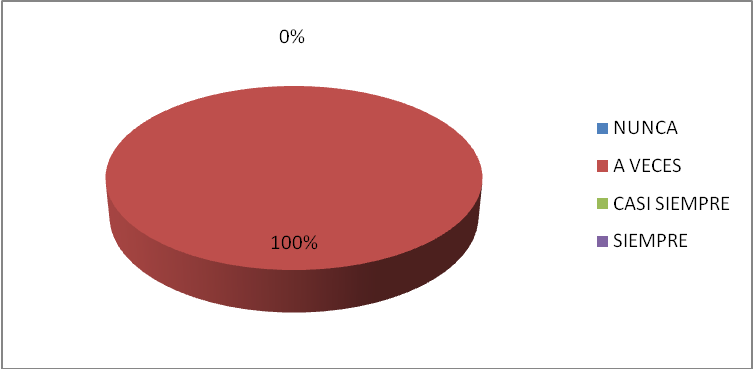 0%
100%
NUNCA
A VECES
CASI SIEMPRE
SIEMPRE